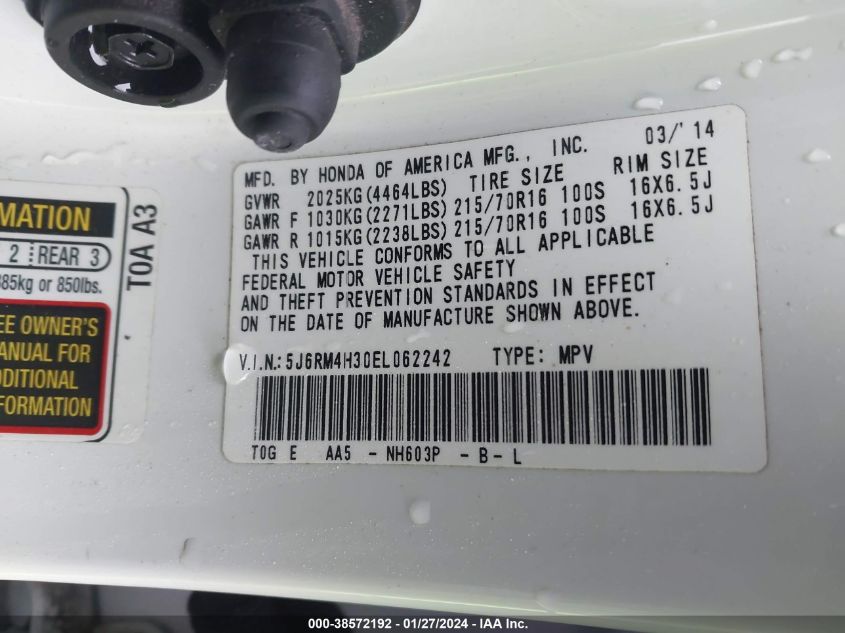 MFD. BY HONDA OF AMERICA MFG., INC. 03/'14
GVWR 2025KG(4464LBS) TIRE SIZE RIM SIZE
GAWR F 1030KG(2271LBS) 215/70R16 100S 16X6.5J
GAWR R 1015KG(2238LBS) 215/70R16 100S 16X6.5J
THIS VEHICLE CONFORMS TO ALL APPLICABLE
FEDERAL MOTOR VEHICLE SAFETY
AND THEFT PREVENTION STANDARDS IN EFFECT
ON THE DATE OF MANUFACTURE SHOWN ABOVE.
V.I.N.: 5J6RM4H30EL062242 TYPE: MPV
T0G E AA5 - NH603P - B - L
MATION
2 REAR 3
385kg or 850lbs.
EE OWNER'S
ANUAL FOR
DDITIONAL
FORMATION
T0A A3
000-38572192 - 01/27/2024 - IAA Inc.